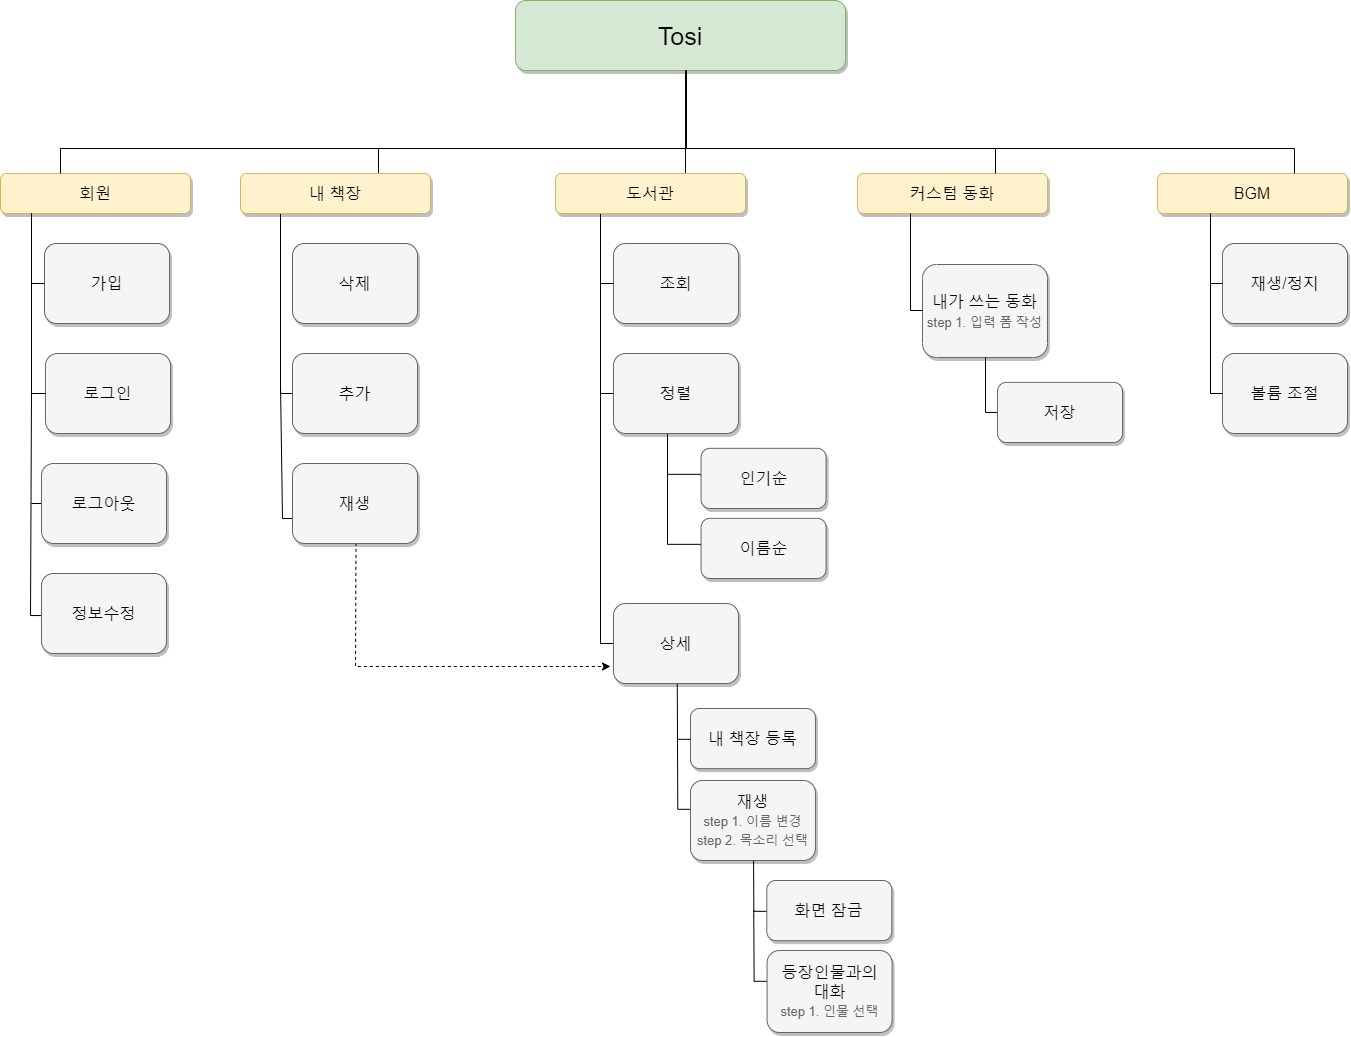 Tosi
회원
내 책장
도서관
커스텀 동화
BGM
가입
로그인
로그아웃
정보수정
삭제
추가
재생
조회
정렬
인기순
이름순
상세
내 책장 등록
재생
step 1. 이름 변경
step 2. 목소리 선택
화면 잠금
등장인물과의
대화
step 1. 인물 선택
내가 쓰는 동화
step 1. 입력 폼 작성
저장
재생/정지
볼륨 조절